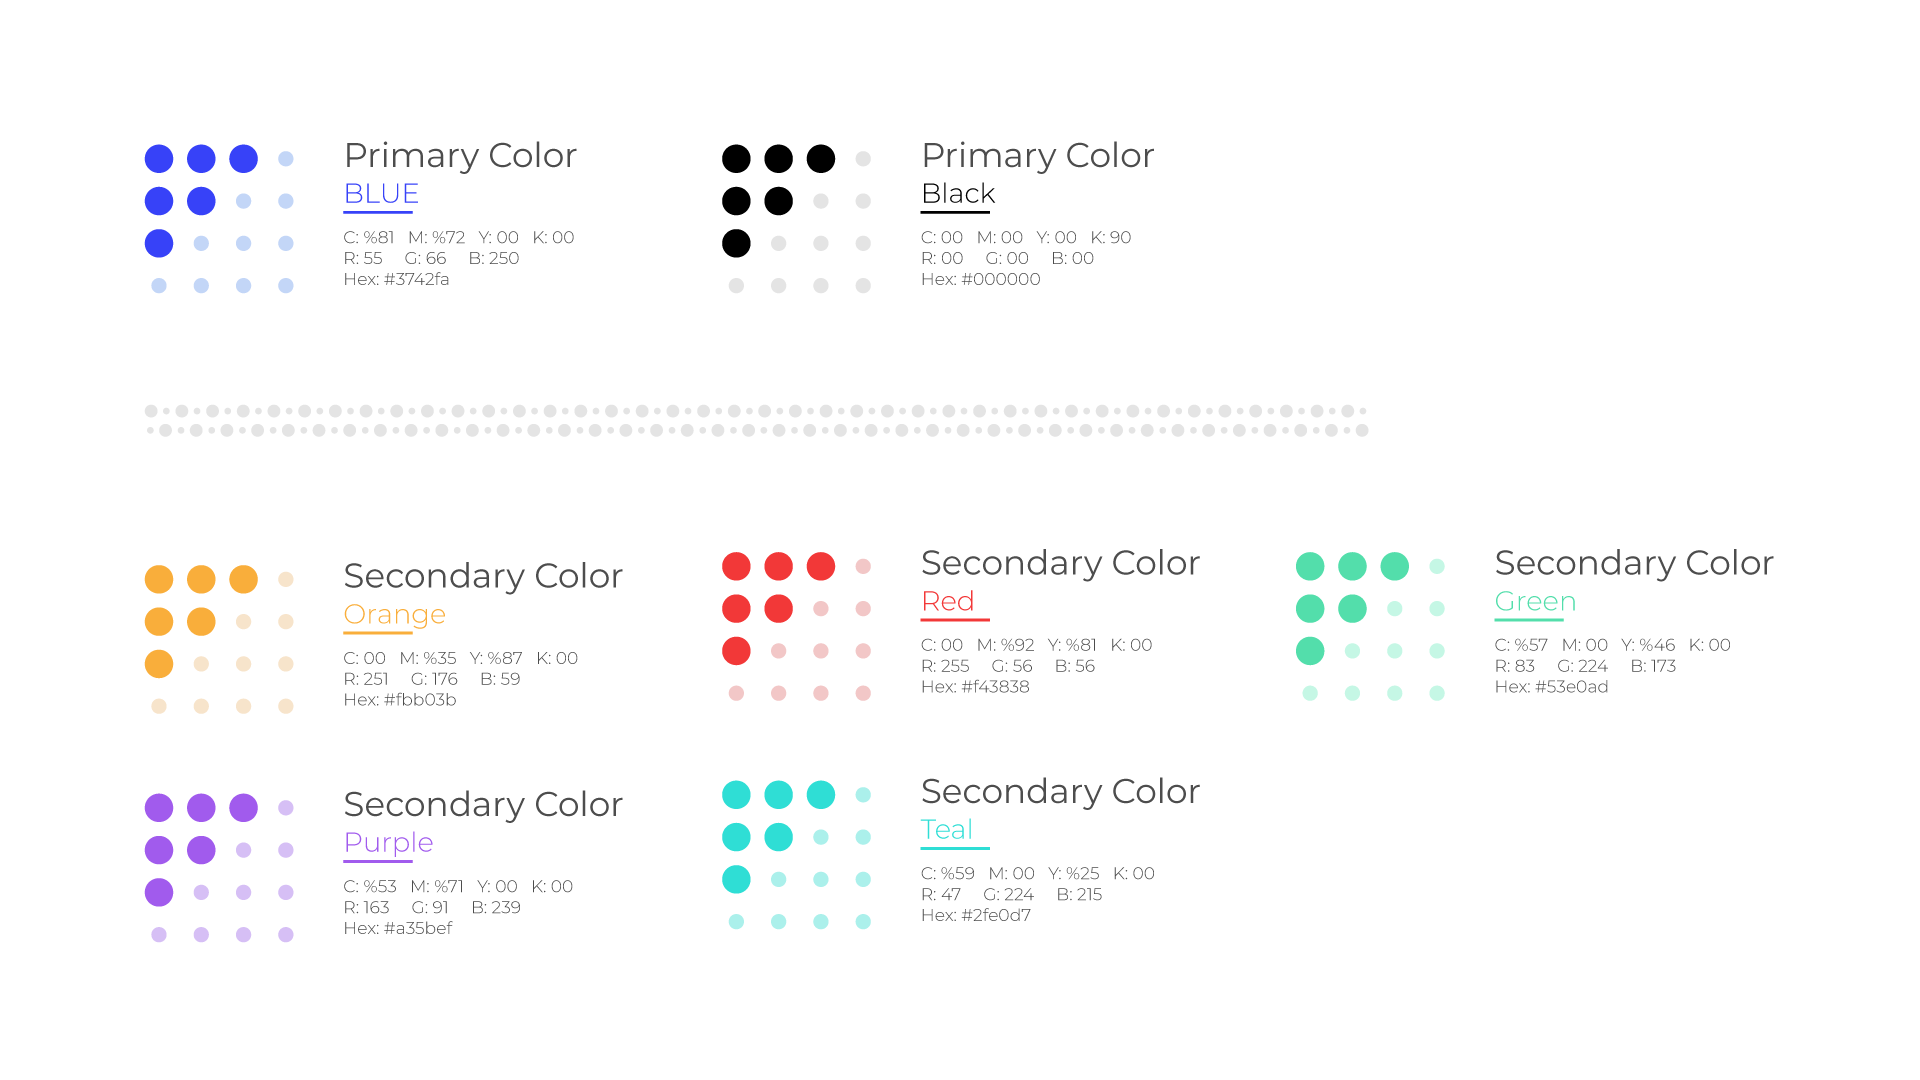 Primary Color
BLUE
C: %81 M: %72 Y: 00 K: 00
R: 55 G: 66 B: 250
Hex: #3742fa
Primary Color
Black
C: 00 M: 00 Y: 00 K: 90
R: 00 G: 00 B: 00
Hex: #000000
Secondary Color
Orange
C: 00 M: %35 Y: %87 K: 00
R: 251 G: 176 B: 59
Hex: #fbb03b
Secondary Color
Red
C: 00 M: %92 Y: %81 K: 00
R: 255 G: 56 B: 56
Hex: #f43838
Secondary Color
Green
C: %57 M: 00 Y: %46 K: 00
R: 83 G: 224 B: 173
Hex: #53e0ad
Secondary Color
Purple
C: %53 M: %71 Y: 00 K: 00
R: 163 G: 91 B: 239
Hex: #a35bef
Secondary Color
Teal
C: %59 M: 00 Y: %25 K: 00
R: 47 G: 224 B: 215
Hex: #2fe0d7